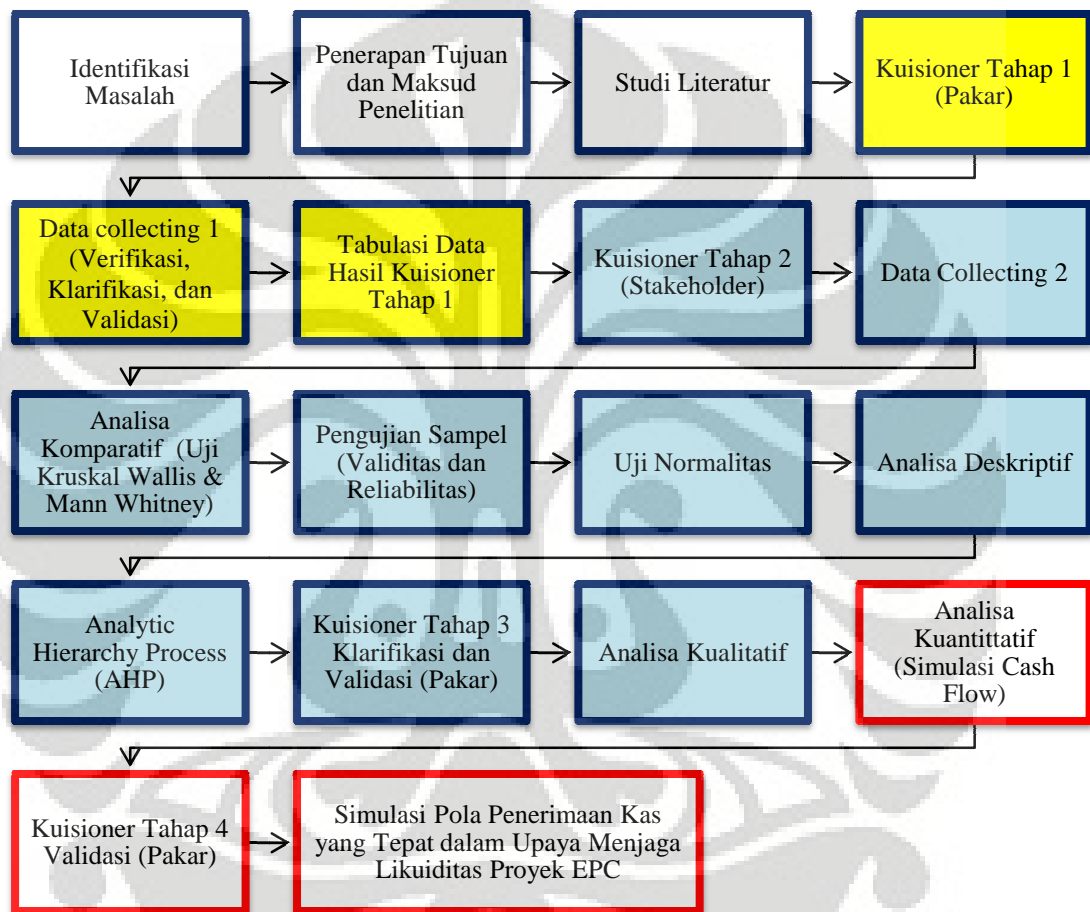 Identifikasi
Masalah
Penerapan Tujuan
dan Maksud
Penelitian
Studi Literatur
Kuisioner Tahap 1
(Pakar)
Data collecting 1
(Verifikasi,
Klarifikasi, dan
Validasi)
Tabulasi Data
Hasil Kuisioner
Tahap 1
Kuisioner Tahap 2
(Stakeholder)
Data Collecting 2
Analisa
Komparatif (Uji
Kruskal Wallis &
Mann Whitney)
Pengujian Sampel
(Validitas dan
Reliabilitas)
Uji Normalitas
Analisa Deskriptif
Analytic
Hierarchy Process
(AHP)
Kuisioner Tahap 3
Klarifikasi dan
Validasi (Pakar)
Analisa Kualitatif
Analisa
Kuantittatif
(Simulasi Cash
Flow)
Kuisioner Tahap 4
Validasi (Pakar)
Simulasi Pola Penerimaan Kas
yang Tepat dalam Upaya Menjaga
Likuiditas Proyek EPC